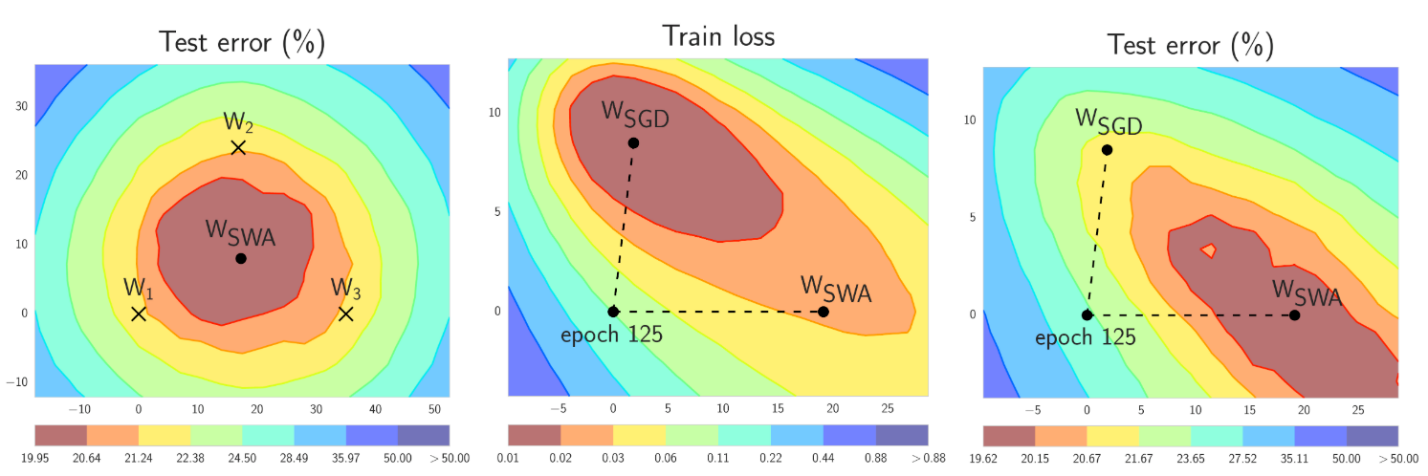 Test error (%)
30
20
10
0
−10
W2
WSWA
W1
W3
−10 0 10 20 30 40 50
19.95 20.64 21.24 22.38 24.50 28.49 35.97 50.00 > 50.00
Train loss
10
5
0
WSGD
WSWA
epoch 125
−5 0 5 10 15 20 25
0.01 0.02 0.03 0.06 0.11 0.22 0.44 0.88 > 0.88
Test error (%)
10
5
0
WSGD
WSWA
epoch 125
−5 0 5 10 15 20 25
19.62 20.15 20.67 21.67 23.65 27.52 35.11 50.00 > 50.00